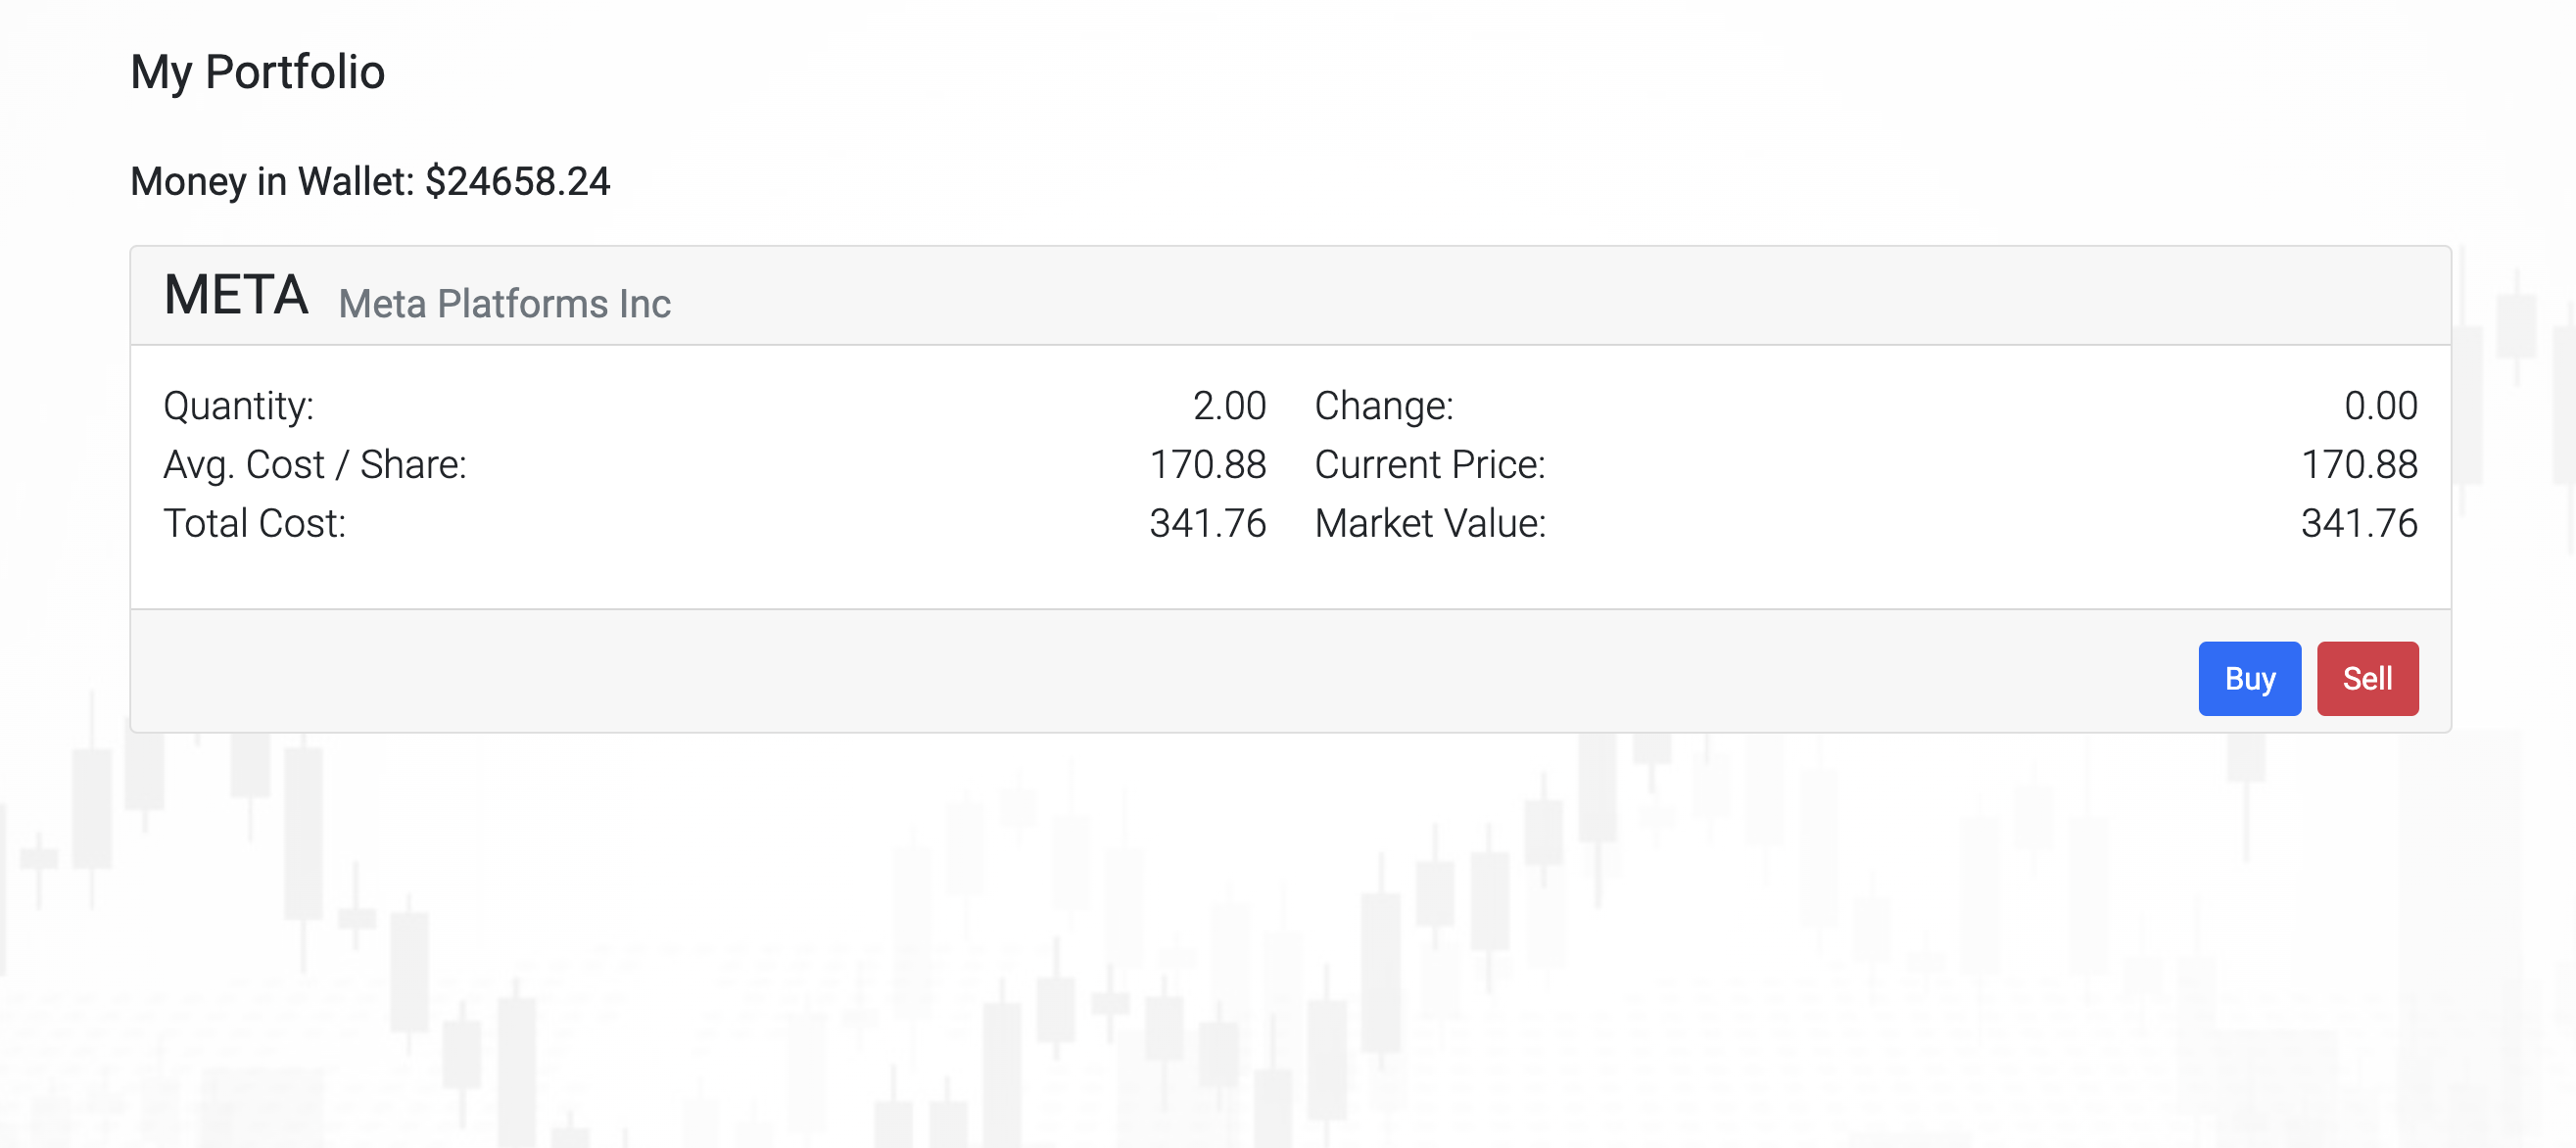 My Portfolio
Money in Wallet: $24658.24
META Meta Platforms Inc
Quantity: 2.00 Change: 0.00
Avg. Cost / Share: 170.88 Current Price: 170.88
Total Cost: 341.76 Market Value: 341.76
Buy Sell